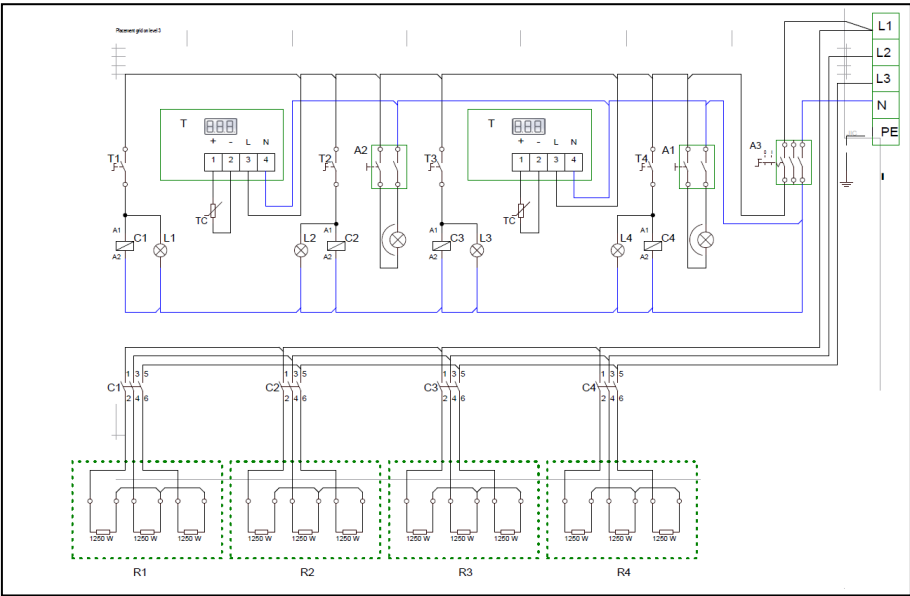 Placement grid on level 3
L1
L2
L3
N
PE
T
+ - L N
1 2 3 4
T
+ - L N
1 2 3 4
T1
T2
A2
T3
T4
A1
A3
TC
TC
A1
C1
A2
L1
L2
A1
C2
A2
A1
C3
A2
L3
L4
A1
C4
A2
C1
1 3 5
2 4 6
C2
1 3 5
2 4 6
C3
1 3 5
2 4 6
C4
1 3 5
2 4 6
1250 W 1250 W 1250 W
1250 W 1250 W 1250 W
1250 W 1250 W 1250 W
1250 W 1250 W 1250 W
R1 R2 R3 R4